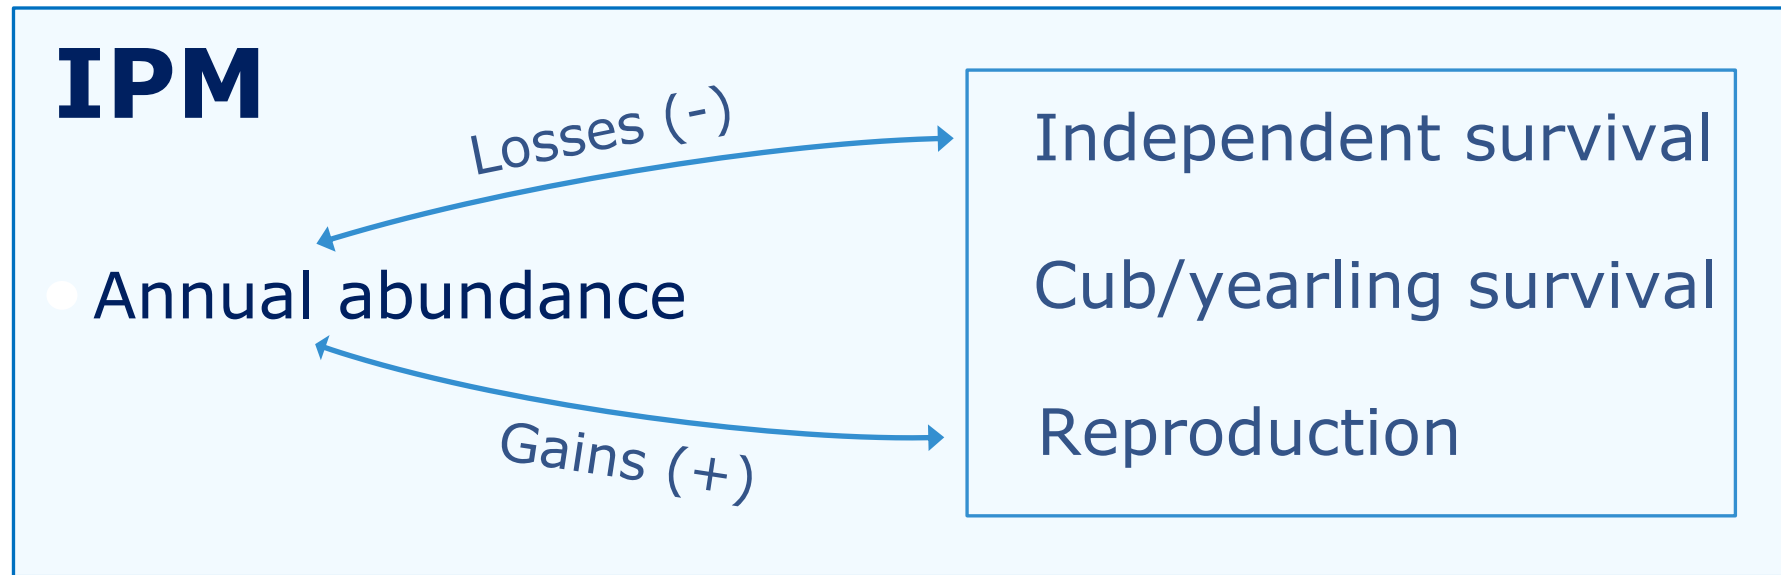 IPM
Losses (-)
Independent survival
Annual abundance
Cub/yearling survival
Gains (+)
Reproduction